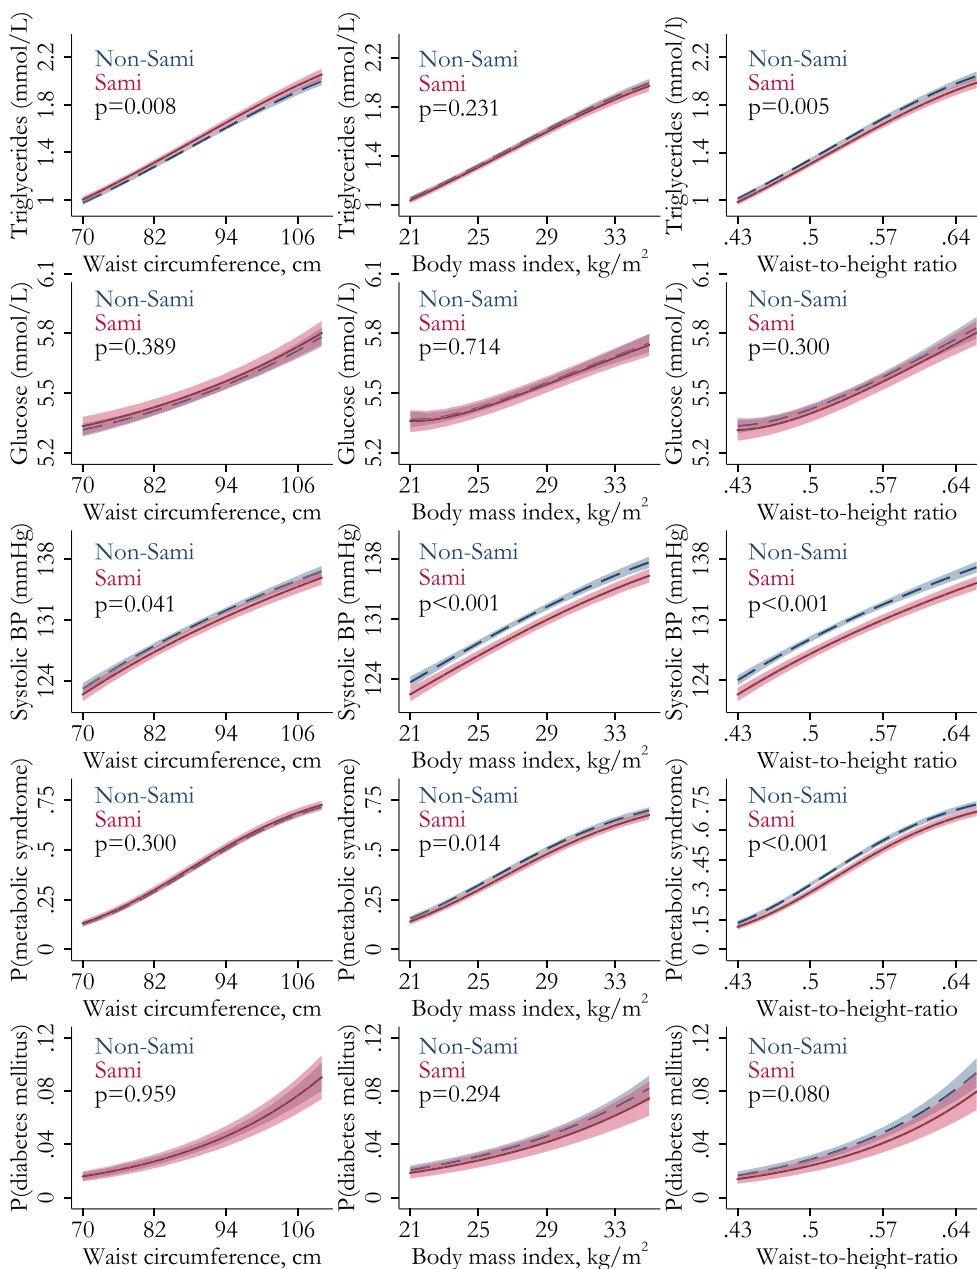 Triglycerides (mmol/L)
2.2
1.8
1.4
1
Non-Sami
Sami
p=0.008
70 82 94 106
Waist circumference, cm
Triglycerides (mmol/L)
2.2
1.8
1.4
1
Non-Sami
Sami
p=0.231
21 25 29 33
Body mass index, kg/m²
Triglycerides (mmol/l)
2.2
1.8
1.4
1
Non-Sami
Sami
p=0.005
.43 .5 .57 .64
Waist-to-height ratio
Glucose (mmol/L)
6.1
5.8
5.5
5.2
Non-Sami
Sami
p=0.389
70 82 94 106
Waist circumference, cm
Glucose (mmol/L)
6.1
5.8
5.5
5.2
Non-Sami
Sami
p=0.714
21 25 29 33
Body mass index, kg/m²
Glucose (mmol/L)
6.1
5.8
5.5
5.2
Non-Sami
Sami
p=0.300
.43 .5 .57 .64
Waist-to-height ratio
Systolic BP (mmHg)
138
131
124
Non-Sami
Sami
p=0.041
70 82 94 106
Waist circumference, cm
Systolic BP (mmHg)
138
131
124
Non-Sami
Sami
p<0.001
21 25 29 33
Body mass index, kg/m²
Systolic BP (mmHg)
138
131
124
Non-Sami
Sami
p<0.001
.43 .5 .57 .64
Waist-to-height ratio
P(metabolic syndrome)
.75
.5
.25
0
Non-Sami
Sami
p=0.300
70 82 94 106
Waist circumference, cm
P(metabolic syndrome)
.75
.5
.25
0
Non-Sami
Sami
p=0.014
21 25 29 33
Body mass index, kg/m²
P(metabolic syndrome)
.75
.6
.45
.3
.15
0
Non-Sami
Sami
p<0.001
.43 .5 .57 .64
Waist-to-height-ratio
P(diabetes mellitus)
.12
.08
.04
0
Non-Sami
Sami
p=0.959
70 82 94 106
Waist circumference, cm
P(diabetes mellitus)
.12
.08
.04
0
Non-Sami
Sami
p=0.294
21 25 29 33
Body mass index, kg/m²
P(diabetes mellitus)
.12
.08
.04
0
Non-Sami
Sami
p=0.080
.43 .5 .57 .64
Waist-to-height-ratio